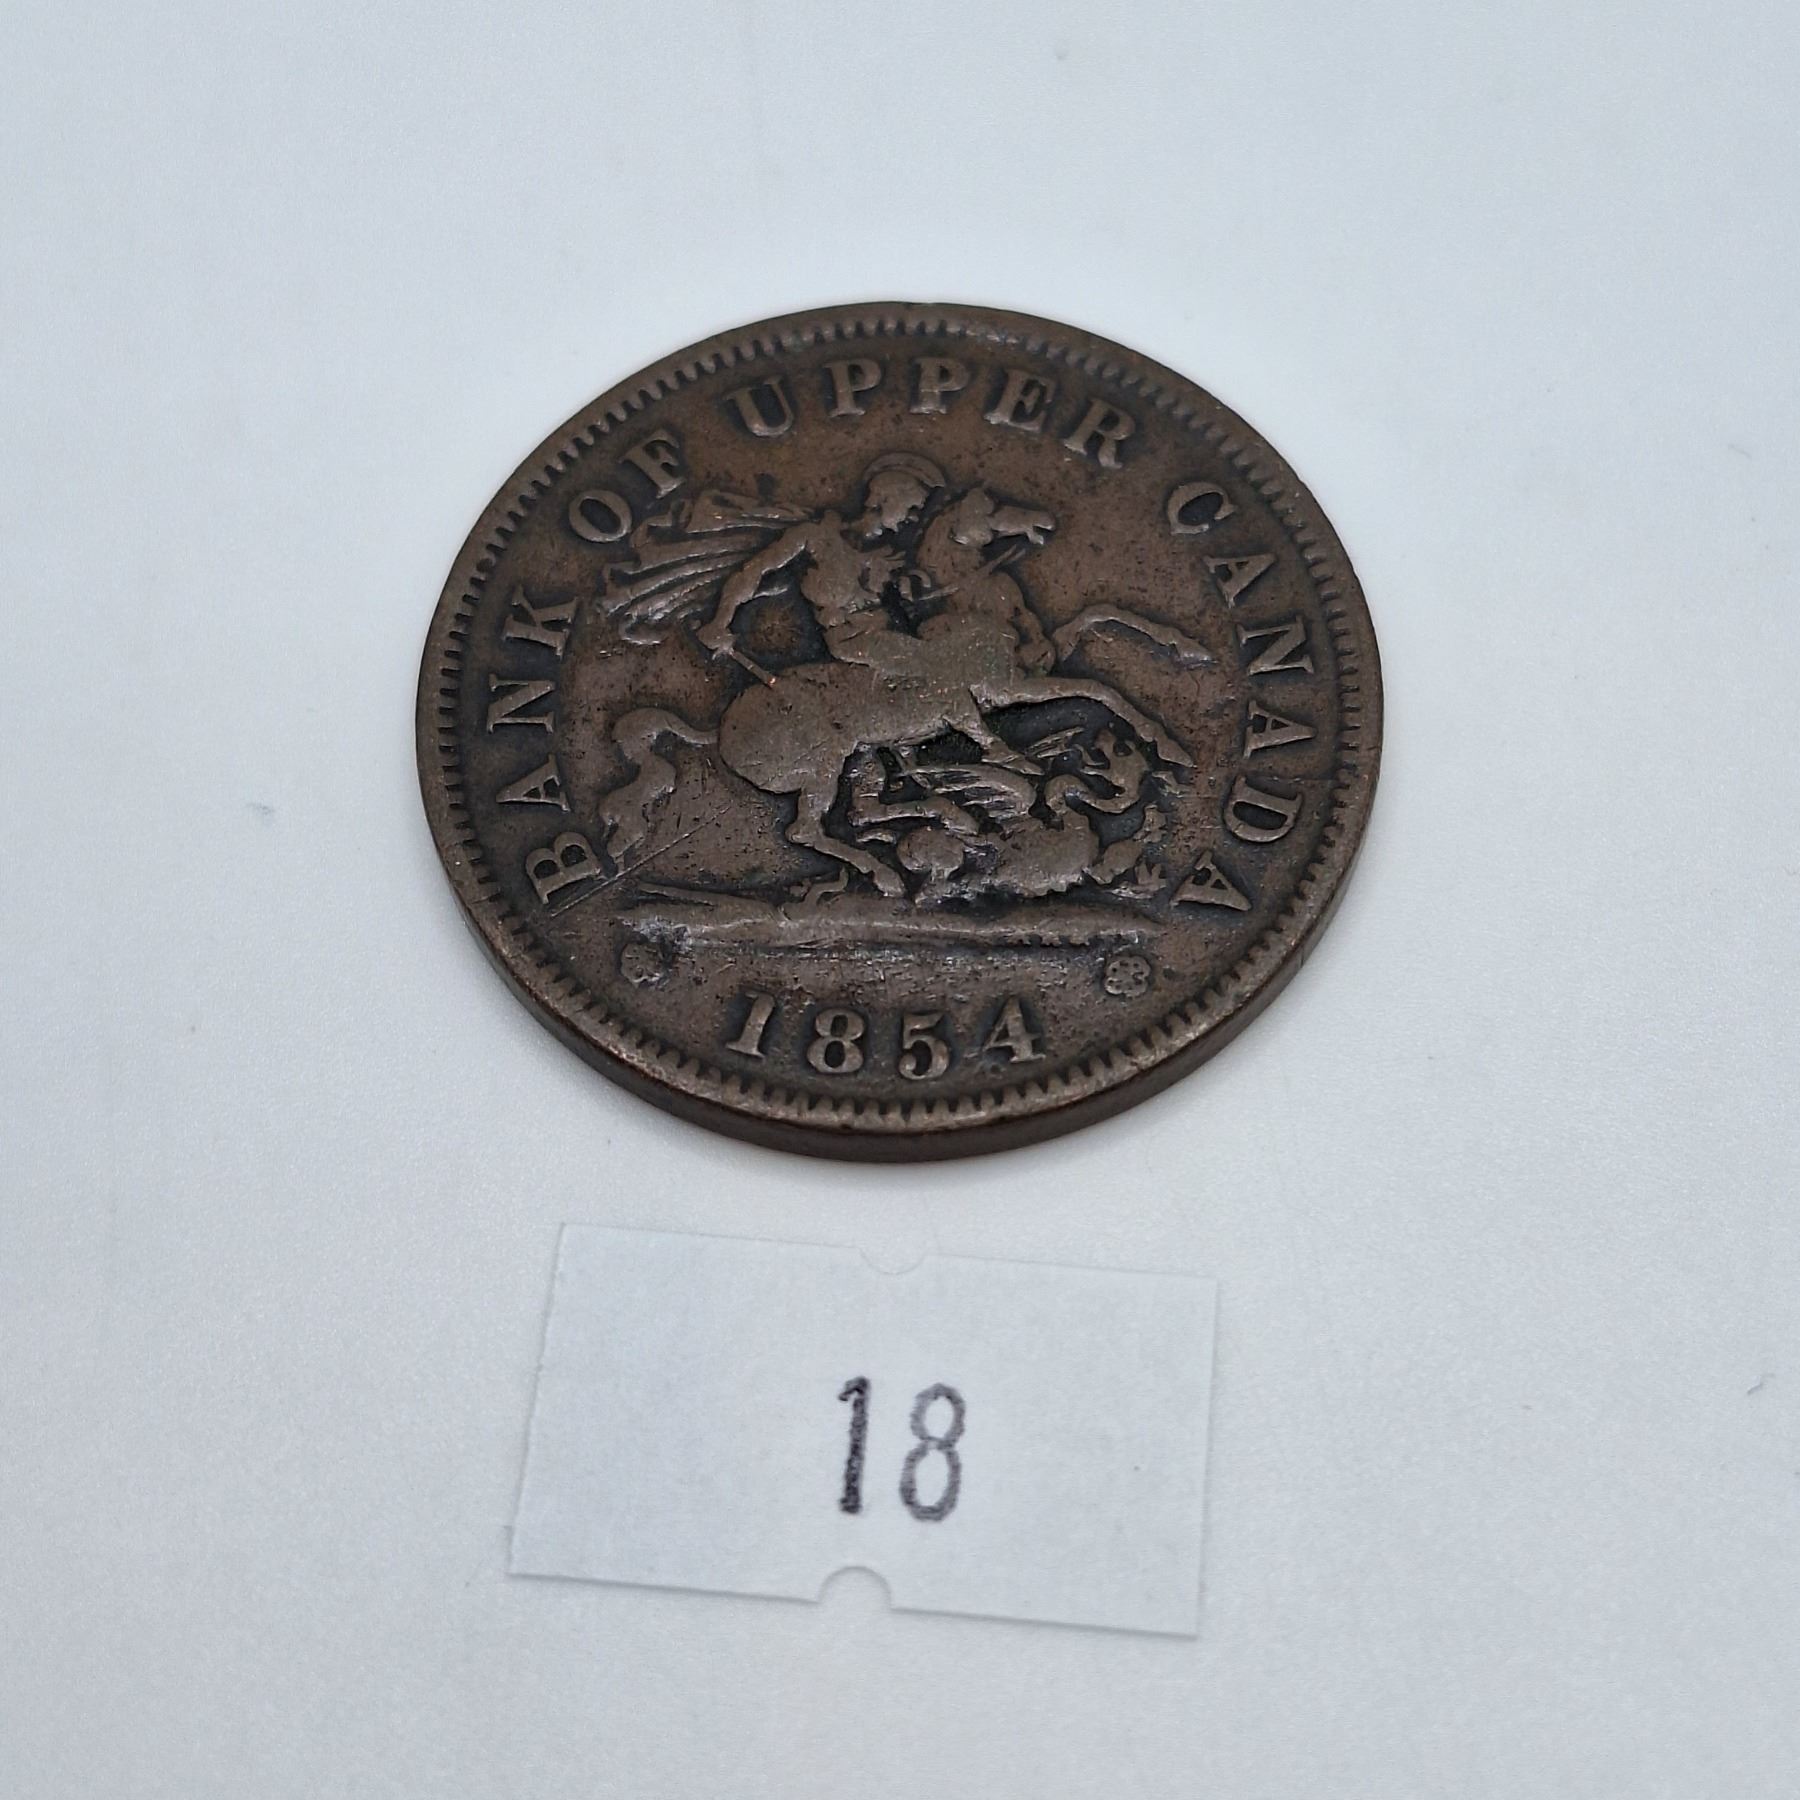 BANK OF UPPER CANADA
1854
18